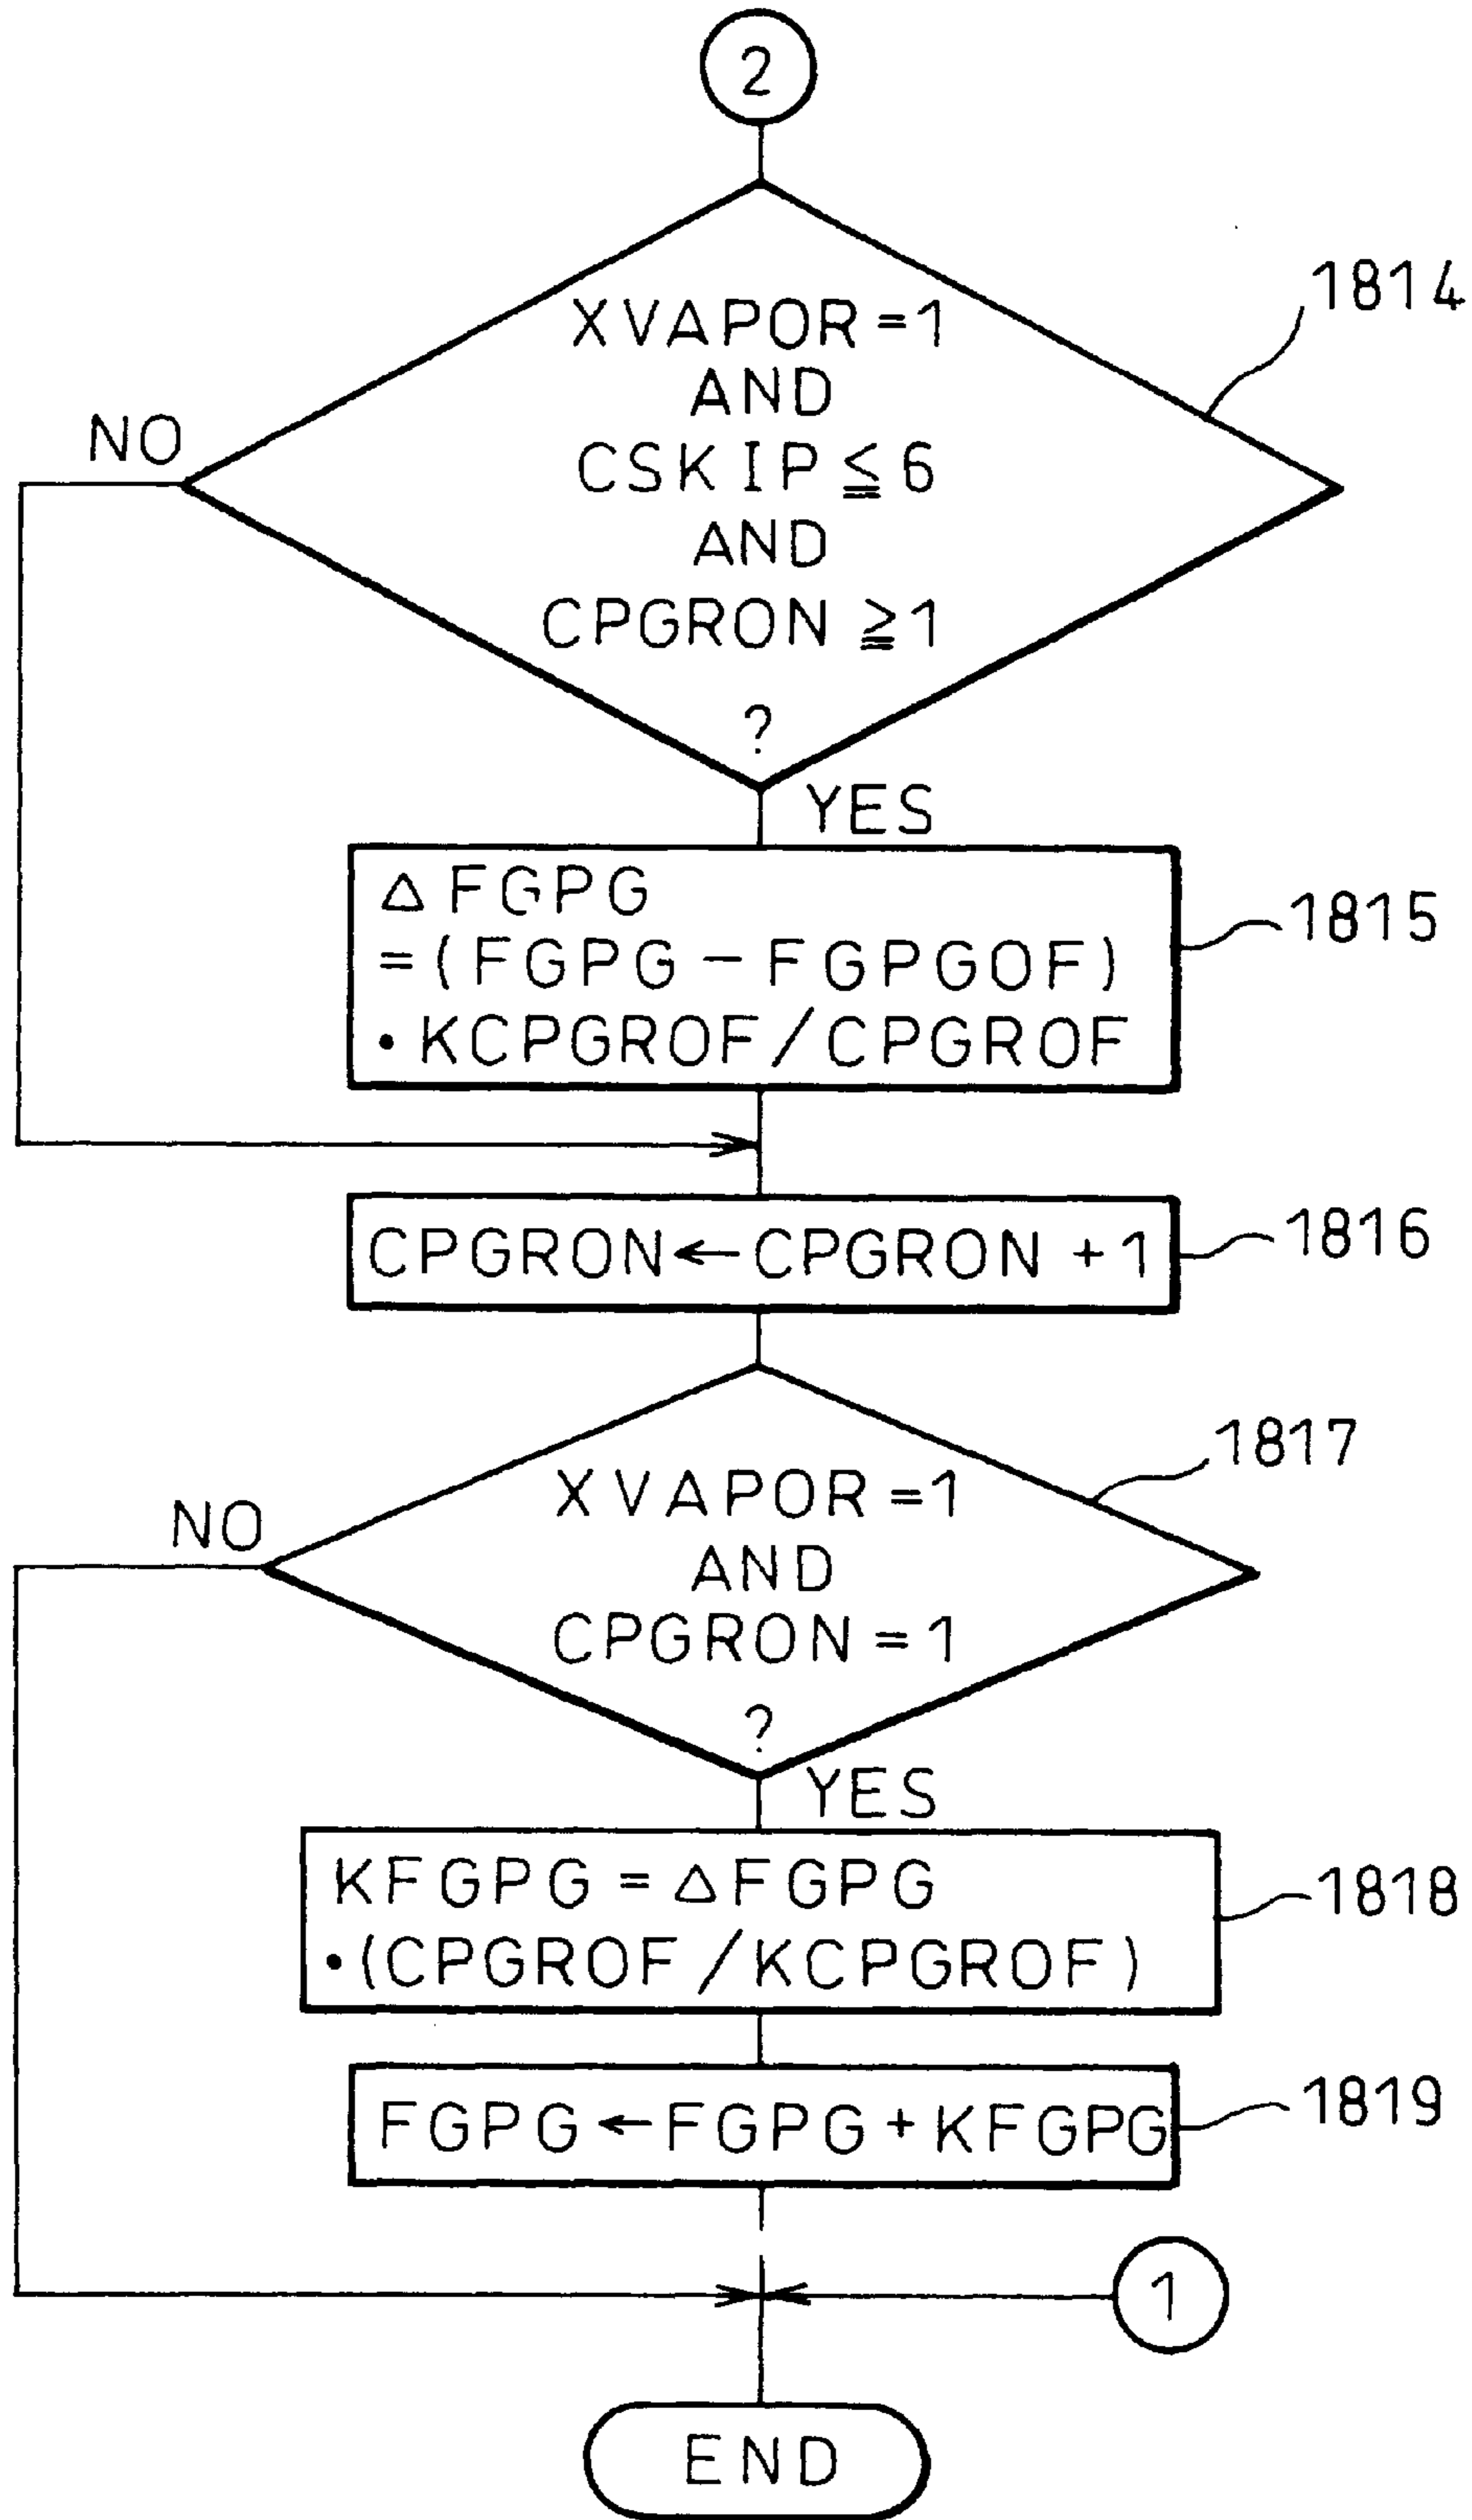 2
1814
XVAPOR=1
AND
NO
CSKIP≦6
AND
CPGRON≧1
?
YES
△FGPG
=(FGPG-FGPGOF)
•KCPGROF/CPGROF
1815
CPGRON←CPGRON+1
1816
1817
XVAPOR=1
NO
AND
CPGRON=1
?
YES
KFGPG=△FGPG
•(CPGROF/KCPGROF)
1818
FGPG←FGPG+KFGPG
1819
1
END